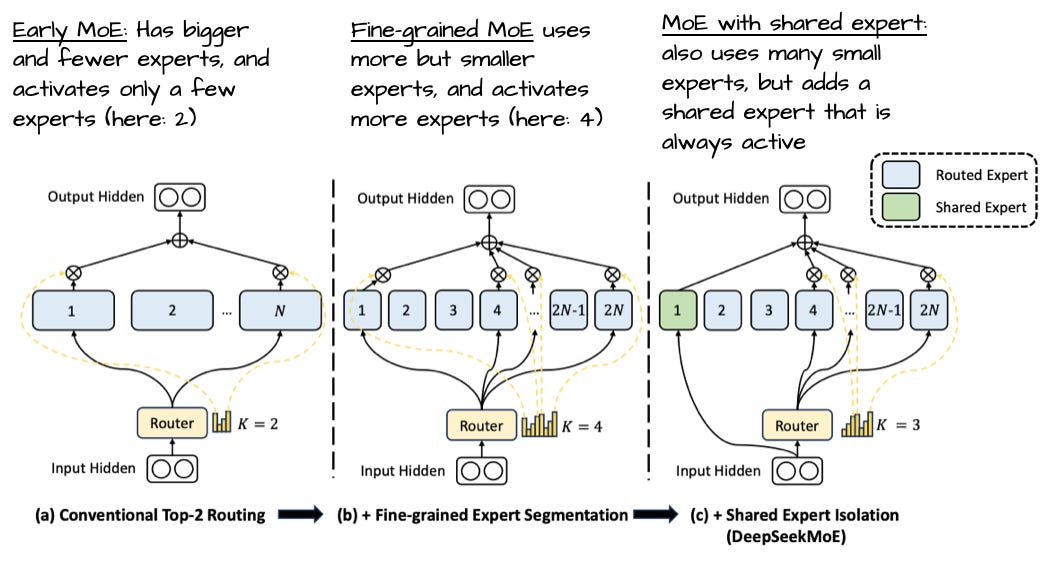 Early MoE: Has bigger
and fewer experts, and
activates only a few
experts (here: 2)
Fine-grained MoE uses
more but smaller
experts, and activates
more experts (here: 4)
MoE with shared expert:
also uses many small
experts, but adds a
shared expert that is
always active
Routed Expert
Shared Expert
Output Hidden
1
2
...
N
Router
K = 2
Input Hidden
(a) Conventional Top-2 Routing
Output Hidden
1
2
3
4
...
2N-1
2N
Router
K = 4
Input Hidden
(b) + Fine-grained Expert Segmentation
Output Hidden
1
2
3
4
...
2N-1
2N
Router
K = 3
Input Hidden
(c) + Shared Expert Isolation
(DeepSeekMoE)